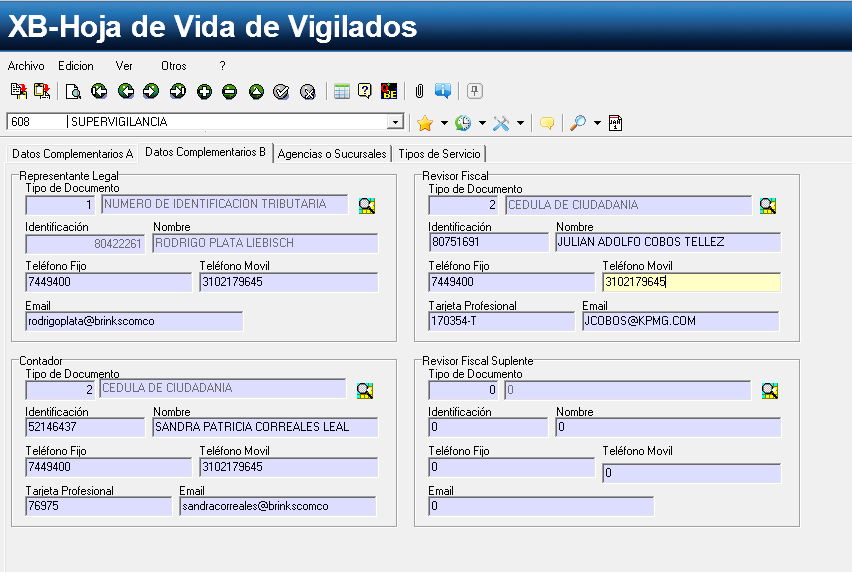 XB-Hoja de Vida de Vigilados
Archivo Edicion Ver Otros ?
608 SUPERVIGILANCIA
Datos Complementarios A Datos Complementarios B Agencias o Sucursales Tipos de Servicio
Representante Legal
Tipo de Documento
1 NUMERO DE IDENTIFICACION TRIBUTARIA
Identificación Nombre
80422261 RODRIGO PLATA LIEBISCH
Teléfono Fijo Teléfono Movil
7449400 3102179645
Email
rodrigoplata@brinkscomco
Revisor Fiscal
Tipo de Documento
2 CEDULA DE CIUDADANIA
Identificación Nombre
80751691 JULIAN ADOLFO COBOS TELLEZ
Teléfono Fijo Teléfono Movil
7449400 3102179645
Tarjeta Profesional Email
170354-T JCOBOS@KPMG.COM
Contador
Tipo de Documento
2 CEDULA DE CIUDADANIA
Identificación Nombre
52146437 SANDRA PATRICIA CORREALES LEAL
Teléfono Fijo Teléfono Movil
7449400 3102179645
Tarjeta Profesional Email
76975 sandracorreales@brinkscomco
Revisor Fiscal Suplente
Tipo de Documento
0 0
Identificación Nombre
0 0
Teléfono Fijo Teléfono Movil
0 0
Email
0